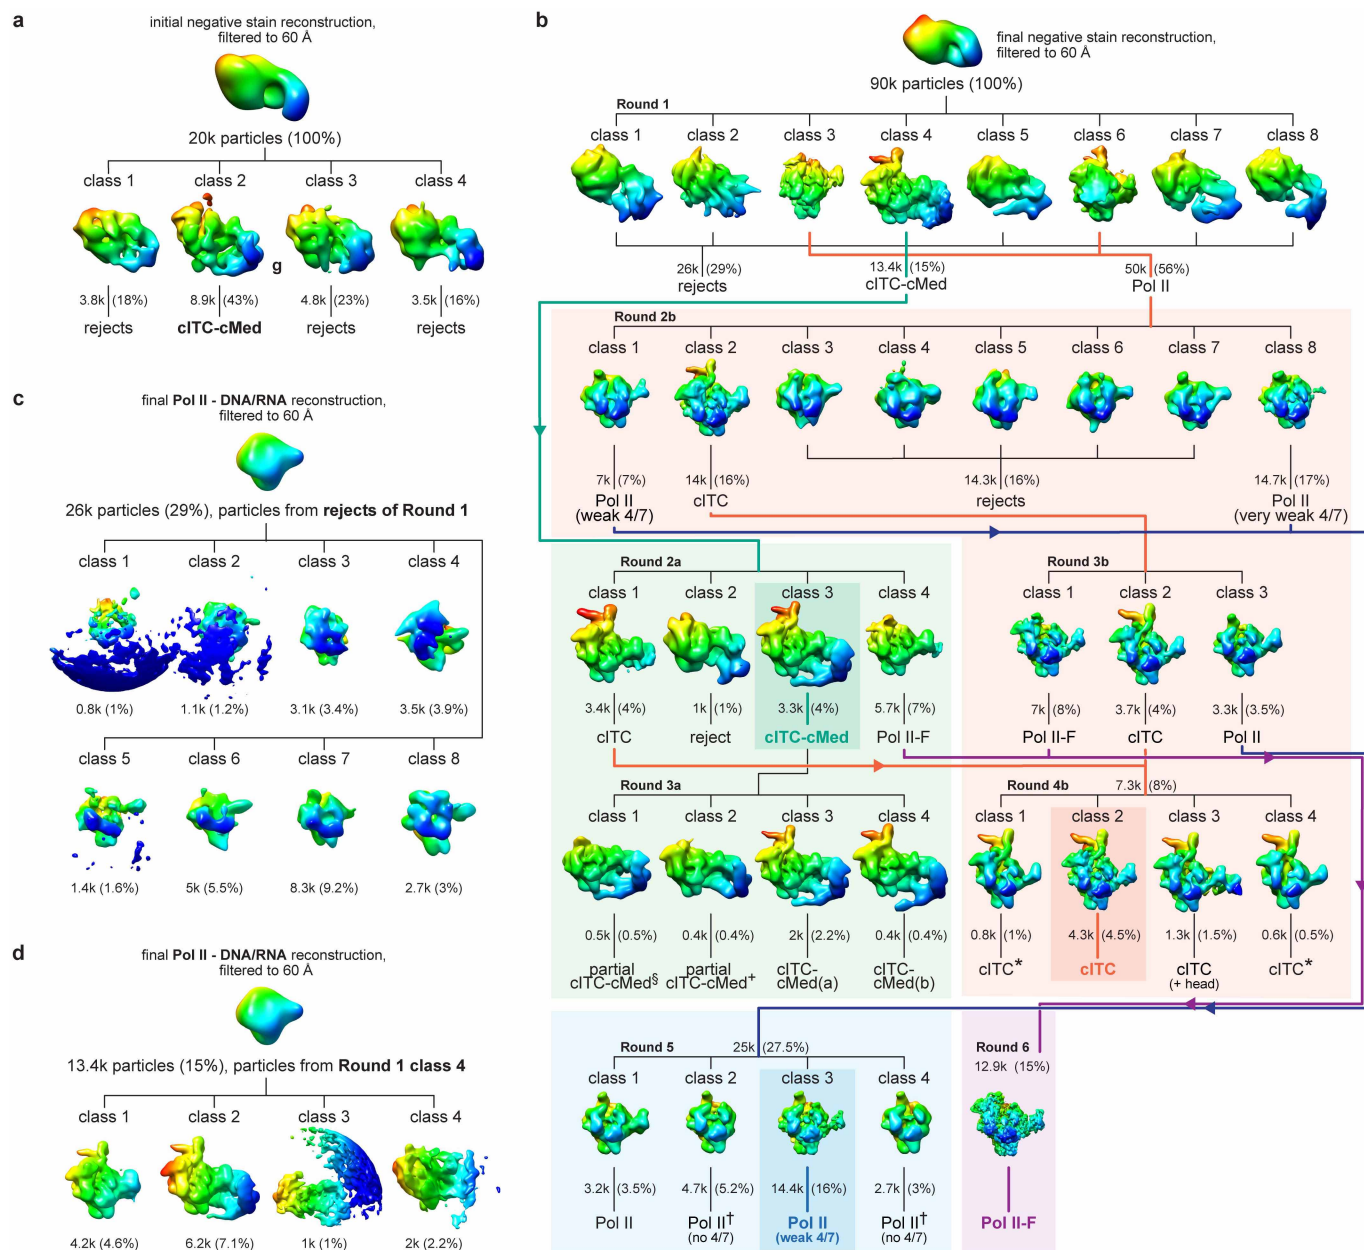 a
initial negative stain reconstruction,
filtered to 60 Å
20k particles (100%)
class 1 class 2 class 3 class 4
g
3.8k (18%) 8.9k (43%) 4.8k (23%) 3.5k (16%)
rejects cITC-cMed rejects rejects
b
final negative stain reconstruction,
filtered to 60 Å
90k particles (100%)
Round 1
class 1 class 2 class 3 class 4 class 5 class 6 class 7 class 8
26k (29%) 13.4k (15%) 50k (56%)
rejects cITC-cMed Pol II
Round 2b
class 1 class 2 class 3 class 4 class 5 class 6 class 7 class 8
7k (7%) 14k (16%) 14.3k (16%) 14.7k (17%)
Pol II cITC rejects Pol II
(weak 4/7) (very weak 4/7)
Round 2a
class 1 class 2 class 3 class 4
3.4k (4%) 1k (1%) 3.3k (4%) 5.7k (7%)
cITC reject cITC-cMed Pol II-F
Round 3b
class 1 class 2 class 3
7k (8%) 3.7k (4%) 3.3k (3.5%)
Pol II-F cITC Pol II
Round 3a
class 1 class 2 class 3 class 4
0.5k (0.5%) 0.4k (0.4%) 2k (2.2%) 0.4k (0.4%)
partial partial cITC- cITC-
cITC-cMed§ cITC-cMed+ cMed(a) cMed(b)
7.3k (8%)
Round 4b
class 1 class 2 class 3 class 4
0.8k (1%) 4.3k (4.5%) 1.3k (1.5%) 0.6k (0.5%)
cITC* cITC cITC cITC*
(+ head)
Round 5 25k (27.5%)
class 1 class 2 class 3 class 4
3.2k (3.5%) 4.7k (5.2%) 14.4k (16%) 2.7k (3%)
Pol II Pol II† Pol II Pol II†
(no 4/7) (weak 4/7) (no 4/7)
Round 6
12.9k (15%)
Pol II-F
c
final Pol II - DNA/RNA reconstruction,
filtered to 60 Å
26k particles (29%), particles from rejects of Round 1
class 1 class 2 class 3 class 4
0.8k (1%) 1.1k (1.2%) 3.1k (3.4%) 3.5k (3.9%)
class 5 class 6 class 7 class 8
1.4k (1.6%) 5k (5.5%) 8.3k (9.2%) 2.7k (3%)
d
final Pol II - DNA/RNA reconstruction,
filtered to 60 Å
13.4k particles (15%), particles from Round 1 class 4
class 1 class 2 class 3 class 4
4.2k (4.6%) 6.2k (7.1%) 1k (1%) 2k (2.2%)